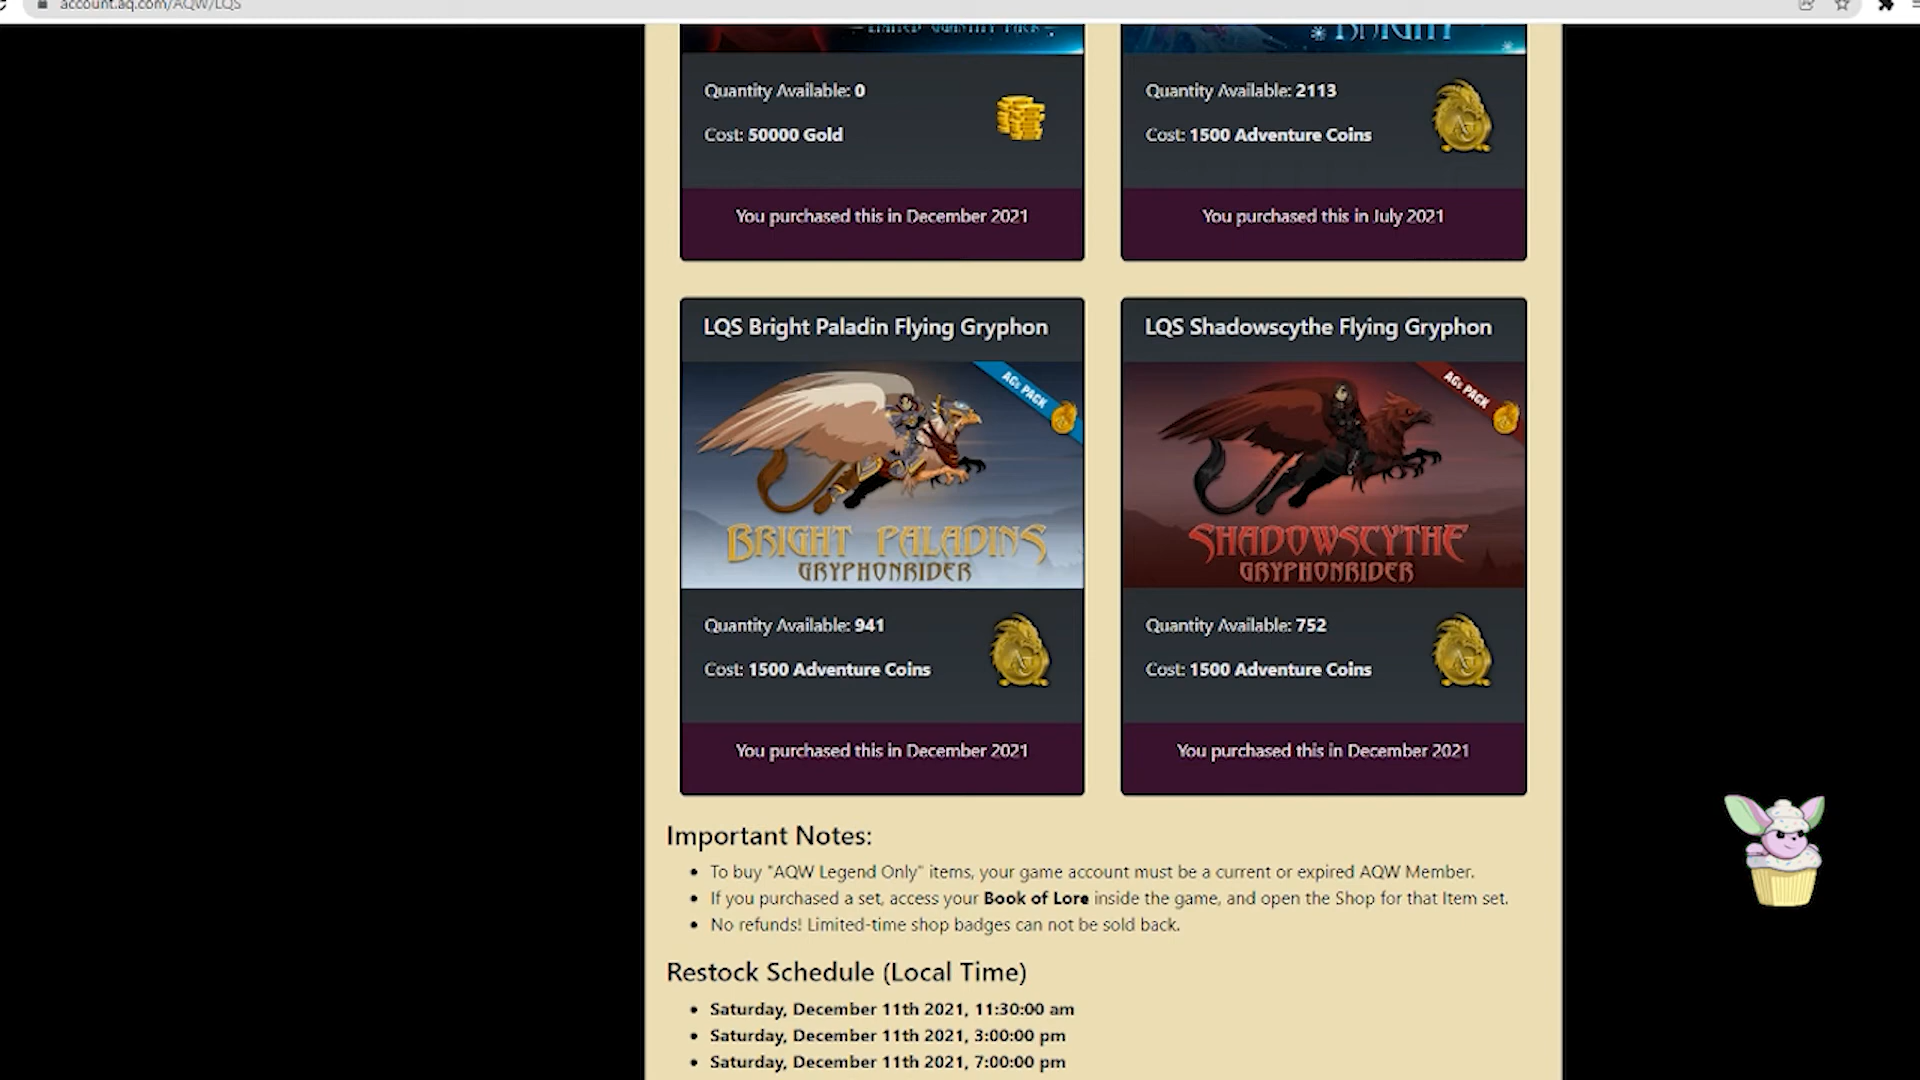 account.aq.com/AQW/LQS
LIMITED QUANTITY PACK
KNIGHT
Quantity Available: 0
Cost: 50000 Gold
You purchased this in December 2021
Quantity Available: 2113
Cost: 1500 Adventure Coins
You purchased this in July 2021
LQS Bright Paladin Flying Gryphon
ACs PACK
BRIGHT PALADINS
GRYPHONRIDER
Quantity Available: 941
Cost: 1500 Adventure Coins
You purchased this in December 2021
LQS Shadowscythe Flying Gryphon
ACs PACK
SHADOWSCYTHE
GRYPHONRIDER
Quantity Available: 752
Cost: 1500 Adventure Coins
You purchased this in December 2021
Important Notes:
To buy "AQW Legend Only" items, your game account must be a current or expired AQW Member.
If you purchased a set, access your Book of Lore inside the game, and open the Shop for that Item set.
No refunds! Limited-time shop badges can not be sold back.
Restock Schedule (Local Time)
Saturday, December 11th 2021, 11:30:00 am
Saturday, December 11th 2021, 3:00:00 pm
Saturday, December 11th 2021, 7:00:00 pm